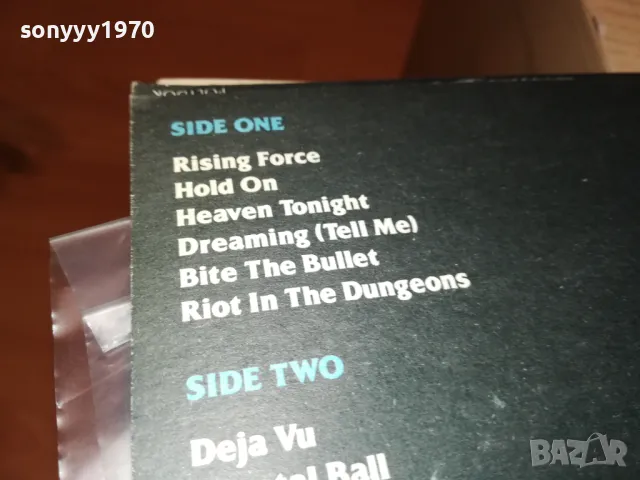 sonyyy1970
SIDE ONE
Rising Force
Hold On
Heaven Tonight
Dreaming (Tell Me)
Bite The Bullet
Riot In The Dungeons
SIDE TWO
Deja Vu
Ball
BAZAR